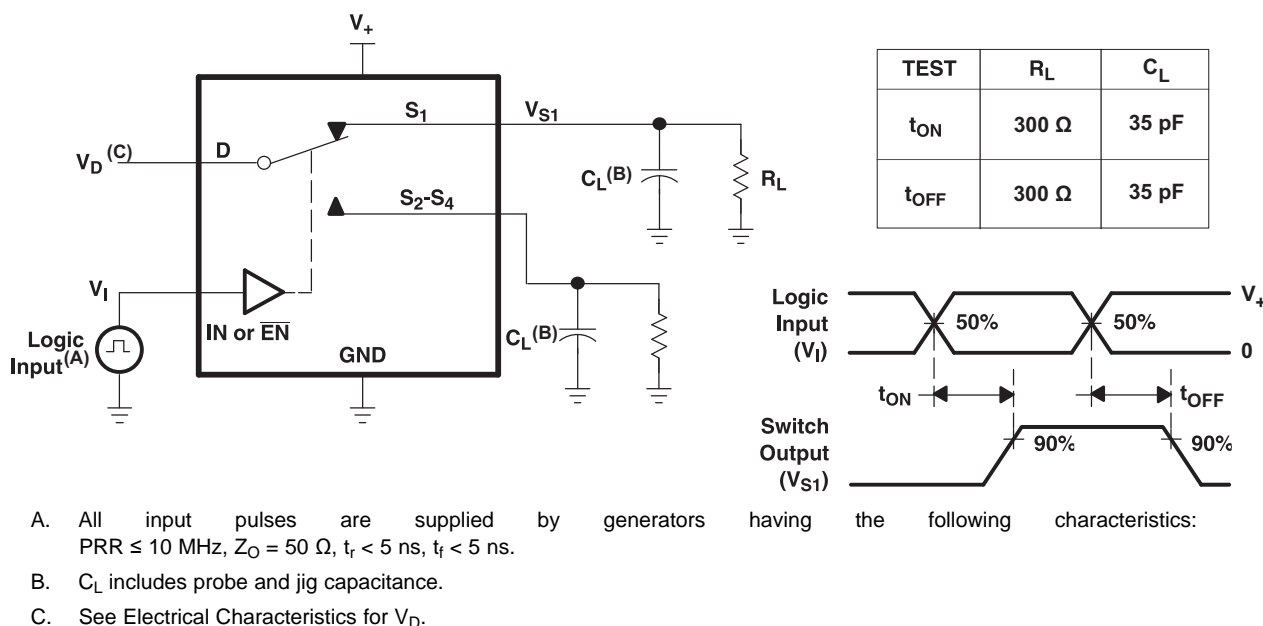 V+
S1
VS1
VD (C)
D
CL(B)
RL
S2-S4
VI
IN or EN
CL(B)
Logic
Input(A)
GND
TEST RL CL
tON 300 Ω 35 pF
tOFF 300 Ω 35 pF
Logic
Input
(VI)
50%
50%
V+
0
tON
tOFF
Switch
Output
(VS1)
90%
90%
A. All input pulses are supplied by generators having the following characteristics:
PRR ≤ 10 MHz, ZO = 50 Ω, tr < 5 ns, tf < 5 ns.
B. CL includes probe and jig capacitance.
C. See Electrical Characteristics for VD.